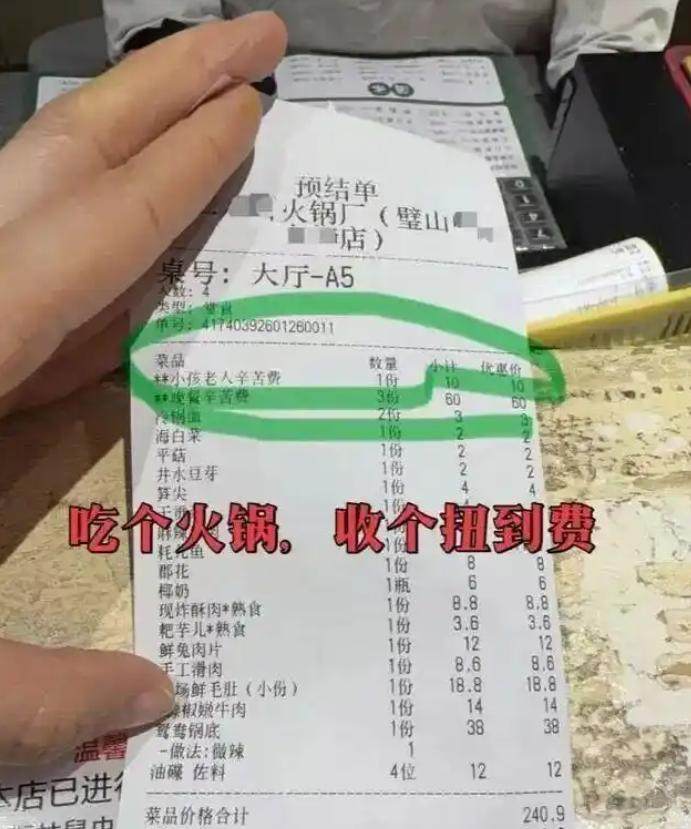 预结单
火锅厂（璧山
店）
桌号：大厅-A5
人数：4
类型：堂食
单号：41740392601260011
菜品 数量 小计 优惠价
**小孩老人辛苦费 1份 10 10
**晚餐辛苦费 3份 60 60
2份 3 3
海白菜 1份 2 2
平菇 1份 2 2
井水豆芽 1份 2 2
笋尖 1份 4 4
吃个火锅，收个扭到费
耗儿鱼 1份
郡花 1份 8 8
椰奶 1瓶 6 6
现炸酥肉*熟食 1份 8.8 8.8
粑芋儿*熟食 1份 3.6 3.6
鲜兔肉片 1份 12 12
手工滑肉 1份 8.6 8.6
场鲜毛肚（小份） 1份 18.8 18.8
椒嫩牛肉 1份 14 14
鸳鸯锅底 1份 38 38
-做法:微辣 1
油碟 佐料 4位 12 12
菜品价格合计 240.9
温馨
本店已进行